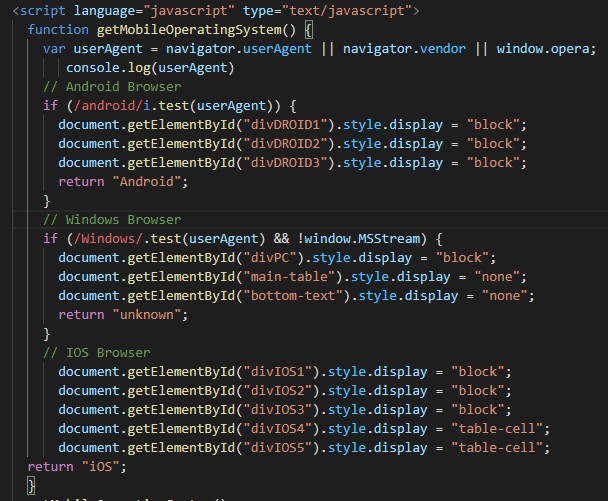 <script language="javascript" type="text/javascript">
function getMobileOperatingSystem() {
var userAgent = navigator.userAgent || navigator.vendor || window.opera;
console.log(userAgent)
// Android Browser
if (/android/i.test(userAgent)) {
document.getElementById("divDROID1").style.display = "block";
document.getElementById("divDROID2").style.display = "block";
document.getElementById("divDROID3").style.display = "block";
return "Android";
}
// Windows Browser
if (/Windows/.test(userAgent) && !window.MSStream) {
document.getElementById("divPC").style.display = "block";
document.getElementById("main-table").style.display = "none";
document.getElementById("bottom-text").style.display = "none";
return "unknown";
}
// IOS Browser
document.getElementById("divIOS1").style.display = "block";
document.getElementById("divIOS2").style.display = "block";
document.getElementById("divIOS3").style.display = "block";
document.getElementById("divIOS4").style.display = "table-cell";
document.getElementById("divIOS5").style.display = "table-cell";
return "iOS";
}